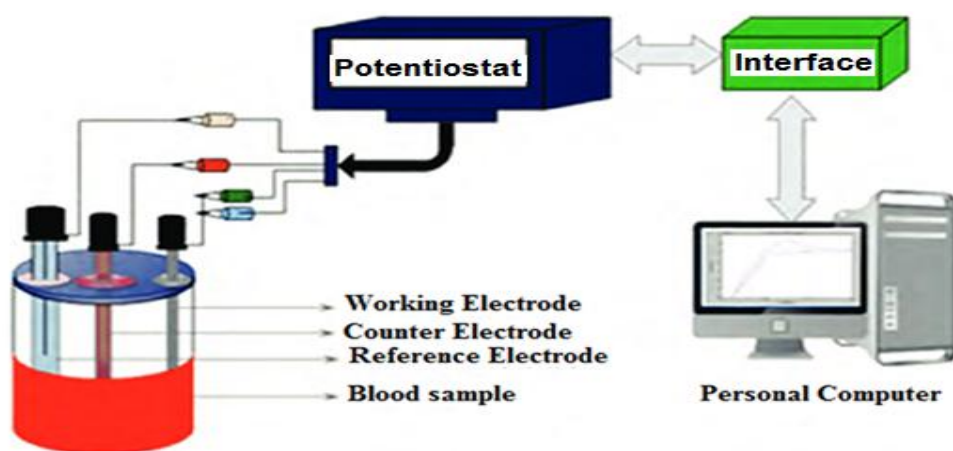 Potentiostat
Interface
Working Electrode
Counter Electrode
Reference Electrode
Blood sample
Personal Computer